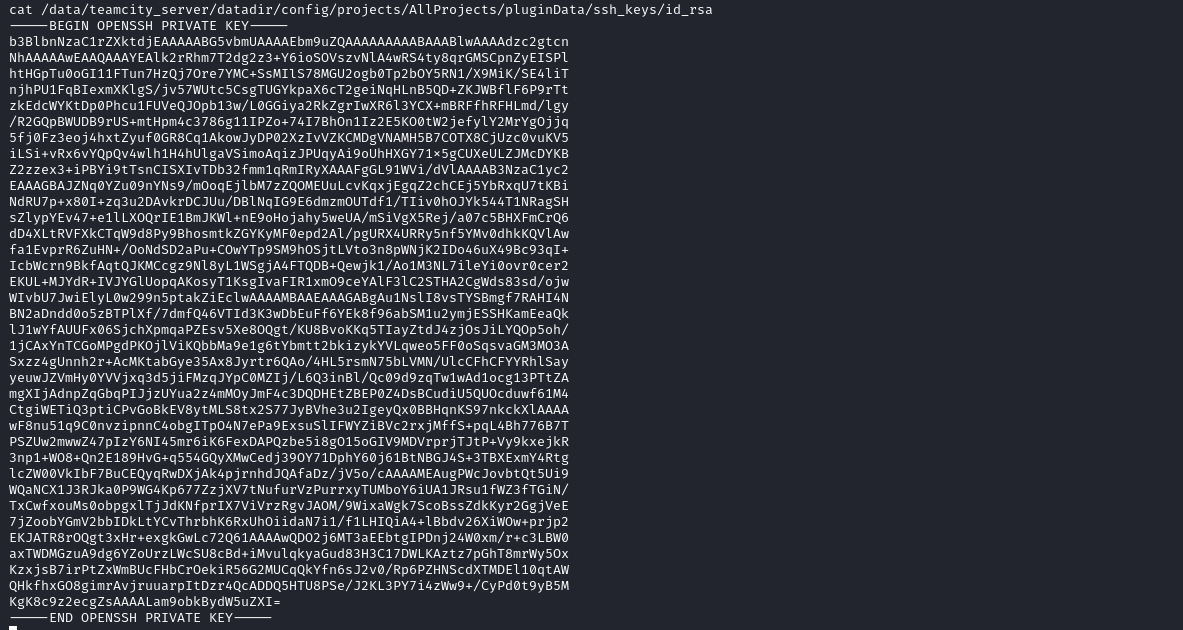 cat /data/teamcity_server/datadir/config/projects/AllProjects/pluginData/ssh_keys/id_rsa
-----BEGIN OPENSSH PRIVATE KEY-----
b3BlbnNzaC1rZXktdjEAAAAABG5vbmUAAAAEbm9uZQAAAAAAAAABAAABlwAAAAdzc2gtcn
NhAAAAAwEAAQAAAYEAlk2rRhm7T2dg2z3+Y6ioSOVszvNlA4wRS4ty8qrGMSCpnZyEISPl
htHGpTu0oGI11FTun7HzQj7Ore7YMC+SsMIlS78MGU2ogb0Tp2bOY5RN1/X9MiK/SE4liT
njhPU1FqBIexmXKlgS/jv57WUtc5CsgTUGYkpaX6cT2geiNqHLnB5QD+ZKJWBflF6P9rTt
zkEdcWYKtDp0Phcu1FUVeQJOpb13w/L0GGiya2RkZgrIwXR6l3YCX+mBRFfhRFHLmd/lgy
/R2GQpBWUDB9rUS+mtHpm4c3786g11IPZo+74I7BhOn1Iz2E5KO0tW2jefylY2MrYgOjjq
5fj0Fz3eoj4hxtZyuf0GR8Cq1AkowJyDP02XzIvVZKCMDgVNAMH5B7COTX8CjUzc0vuKV5
iLSi+vRx6vYQpQv4wlh1H4hUlgaVSimoAqizJPUqyAi9oUhHXGY71x5gCUXeULZJMcDYKB
Z2zzex3+iPBYi9tTsnCISXIvTDb32fmm1qRmIRyXAAAFgGL91WVi/dVlAAAAB3NzaC1yc2
EAAAGBAJZNq0YZu09nYNs9/mOoqEjlbM7zZQOMEUuLcvKqxjEgqZ2chCEj5YbRxqU7tKBi
NdRU7p+x80I+zq3u2DAvkrDCJUu/DBlNqIG9E6dmzmOUTdf1/TIiv0hOJYk544T1NRagSH
sZlypYEv47+e1lLXOQrIE1BmJKWl+nE9oHojahy5weUA/mSiVgX5Rej/a07c5BHXFmCrQ6
dD4XLtRVFXkCTqW9d8Py9BhosmtkZGYKyMF0epd2Al/pgURX4URRy5nf5YMv0dhkKQVlAw
fa1EvprR6ZuHN+/OoNdSD2aPu+COwYTp9SM9hOSjtLVto3n8pWNjK2IDo46uX49Bc93qI+
IcbWcrn9BkfAqtQJKMCcgz9Nl8yL1WSgjA4FTQDB+Qewjk1/Ao1M3NL7ileYi0ovr0cer2
EKUL+MJYdR+IVJYGlUopqAKosyT1KsgIvaFIR1xmO9ceYAlF3lC2STHA2CgWds83sd/ojw
WIvbU7JwiElyL0w299n5ptakZiEclwAAAAMBAAEAAAGABgAu1NslI8vsTYSBmgf7RAHI4N
BN2aDndd0o5zBTPlXf/7dmfQ46VTId3K3wDbEuFf6YEk8f96abSM1u2ymjESSHKamEeaQk
lJ1wYfAUUFx06SjchXpmqaPZEsv5Xe8OQgt/KU8BvoKKq5TIayZtdJ4zjOsJiLYQOp5oh/
1jCAxYnTCGoMPgdPKOjlViKQbbMa9e1g6tYbmtt2bkizykYVLqweo5FF0oSqsvaGM3MO3A
Sxzz4gUnnh2r+AcMKtabGye35Ax8Jyrtr6QAo/4HL5rsmN75bLVMN/UlcCFhCFYYRhlSay
yeuwJZVmHy0YVVjxq3d5jiFMzqJYpC0MZIj/L6Q3inBl/Qc09d9zqTw1wAd1ocg13PTtZA
mgXIjAdnpZqGbqPIJjzUYua2z4mMOyJmF4c3DQDHEtZBEP0Z4DsBCudiU5QUOcduwf61M4
CtgiWETiQ3ptiCPvGoBkEV8ytMLS8tx2S77JyBVhe3u2IgeyQx0BBHqnKS97nkckXlAAAA
wF8nu51q9C0nvzipnnC4obgITpO4N7ePa9ExsuSlIFWYZiBVc2rxjMffS+pqL4Bh776B7T
PSZUw2mwwZ47pIzY6NI45mr6iK6FexDAPQzbe5i8gO15oGIV9MDVrprjTJtP+Vy9kxejkR
3np1+WO8+Qn2E189HvG+q554GQyXMwCedj39OY71DphY60j61BtNBGJ4S+3TBXExmY4Rtg
lcZW00VkIbF7BuCEQyqRwDXjAk4pjrnhdJQAfaDz/jV5o/cAAAAMEAugPWcJovbtQt5Ui9
WQaNCX1J3RJka0P9WG4Kp677ZzjXV7tNufurVzPurrxyTUMboY6iUA1JRsu1fWZ3fTGiN/
TxCwfxouMs0obpgxlTjJdKNfprIX7ViVrzRgvJAOM/9WixaWgk7ScoBssZdkKyr2GgjVeE
7jZoobYGmV2bbIDkLtYCvThrbhK6RxUhOiidaN7i1/f1LHIQiA4+lBbdv26XiWOw+prjp2
EKJATR8rOQgt3xHr+exgkGwLc72Q61AAAAwQDO2j6MT3aEEbtgIPDnj24W0xm/r+c3LBW0
axTWDMGzuA9dg6YZoUrzLWcSU8cBd+iMvulqkyaGud83H3C17DWLKAztz7pGhT8mrWy5Ox
KzxjsB7irPtZxWmBUcFHbCrOekiR56G2MUCqQkYfn6sJ2v0/Rp6PZHNScdXTMDEl10qtAW
QHkfhxGO8gimrAvjruuarpItDzr4QcADDQ5HTU8PSe/J2KL3PY7i4zWw9+/CyPd0t9yB5M
KgK8c9z2ecgZsAAAALam9obkBydW5uZXI=
-----END OPENSSH PRIVATE KEY-----